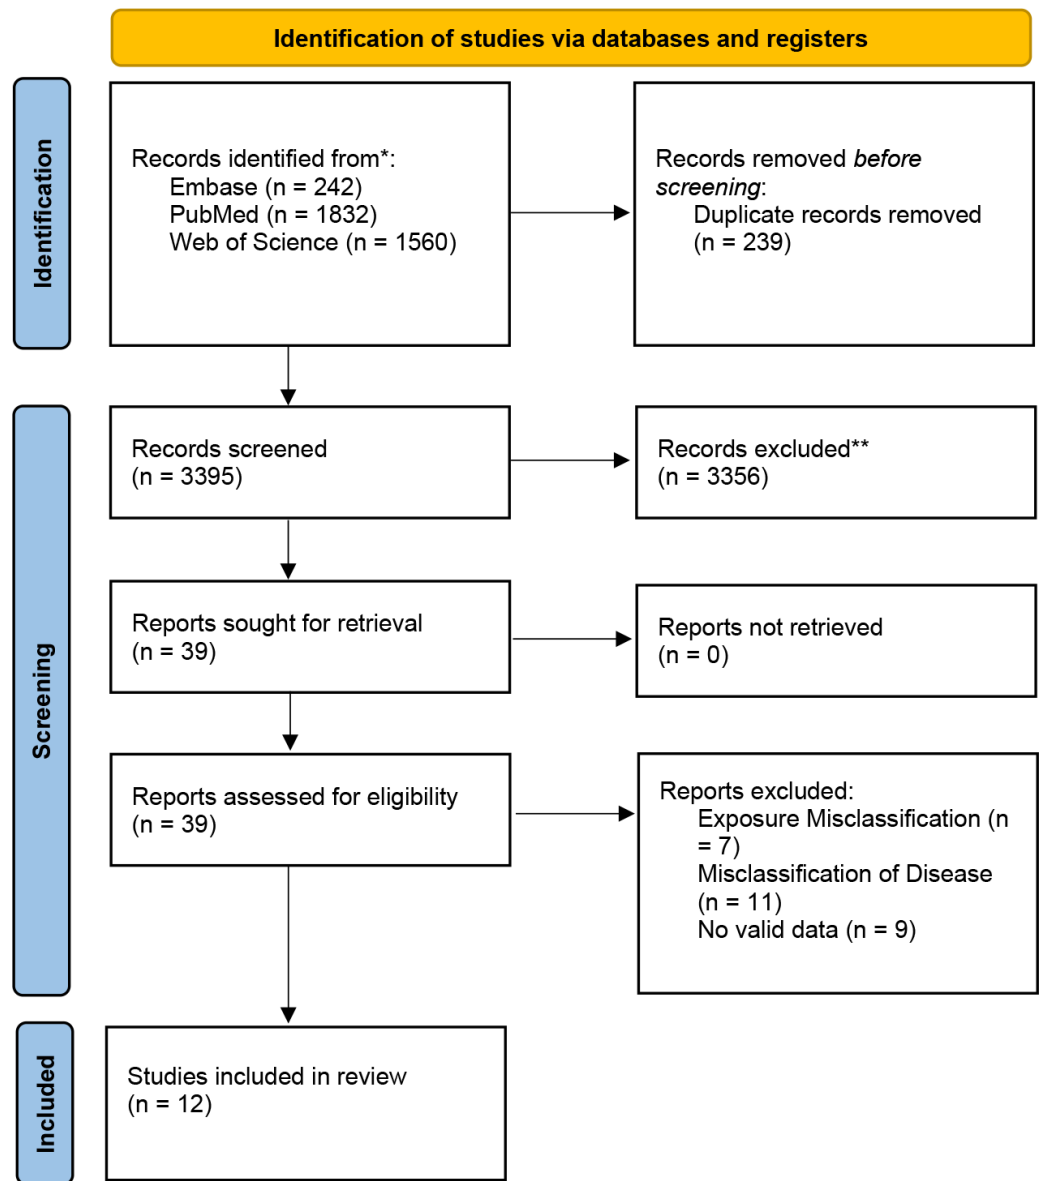 Identification of studies via databases and registers
Identification
Records identified from*:
Embase (n = 242)
PubMed (n = 1832)
Web of Science (n = 1560)
Records removed before
screening:
Duplicate records removed
(n = 239)
Screening
Records screened
(n = 3395)
Records excluded**
(n = 3356)
Reports sought for retrieval
(n = 39)
Reports not retrieved
(n = 0)
Reports assessed for eligibility
(n = 39)
Reports excluded:
Exposure Misclassification (n
= 7)
Misclassification of Disease
(n = 11)
No valid data (n = 9)
Included
Studies included in review
(n = 12)